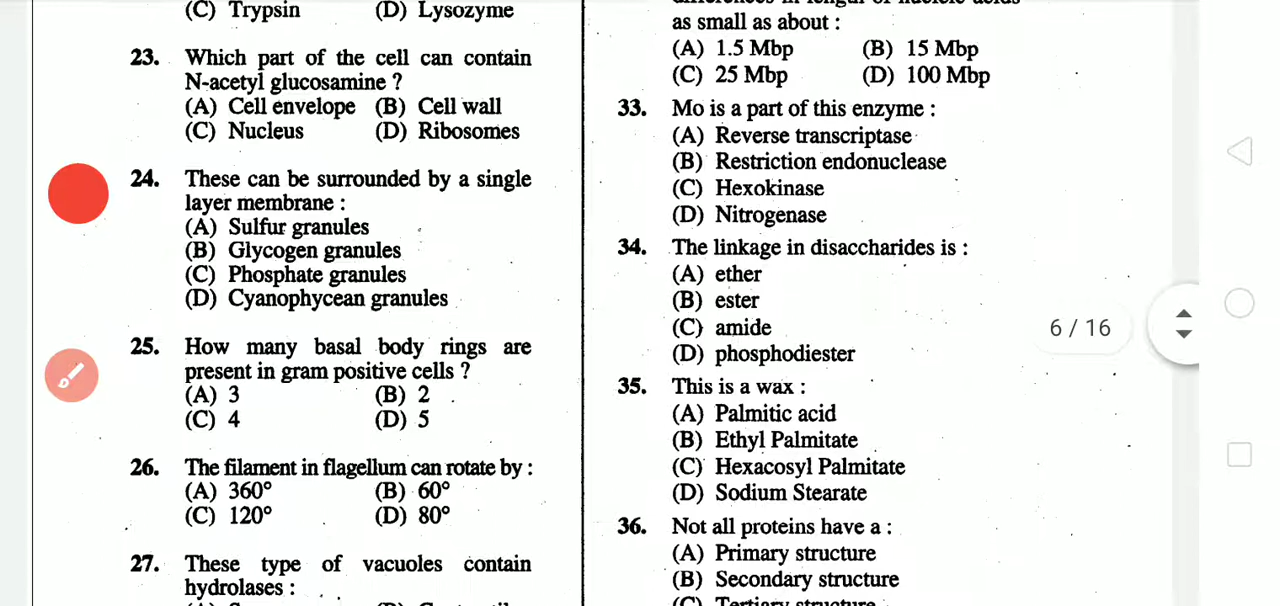 (C) Trypsin (D) Lysozyme
23. Which part of the cell can contain
N-acetyl glucosamine ?
(A) Cell envelope (B) Cell wall
(C) Nucleus (D) Ribosomes
24. These can be surrounded by a single
layer membrane :
(A) Sulfur granules
(B) Glycogen granules
(C) Phosphate granules
(D) Cyanophycean granules
25. How many basal body rings are
present in gram positive cells ?
(A) 3 (B) 2
(C) 4 (D) 5
26. The filament in flagellum can rotate by :
(A) 360° (B) 60°
(C) 120° (D) 80°
27. These type of vacuoles contain
hydrolases :
as small as about :
(A) 1.5 Mbp (B) 15 Mbp
(C) 25 Mbp (D) 100 Mbp
33. Mo is a part of this enzyme :
(A) Reverse transcriptase
(B) Restriction endonuclease
(C) Hexokinase
(D) Nitrogenase
34. The linkage in disaccharides is :
(A) ether
(B) ester
(C) amide
(D) phosphodiester
35. This is a wax :
(A) Palmitic acid
(B) Ethyl Palmitate
(C) Hexacosyl Palmitate
(D) Sodium Stearate
36. Not all proteins have a :
(A) Primary structure
(B) Secondary structure
(C) Tertiary structure
6 / 16